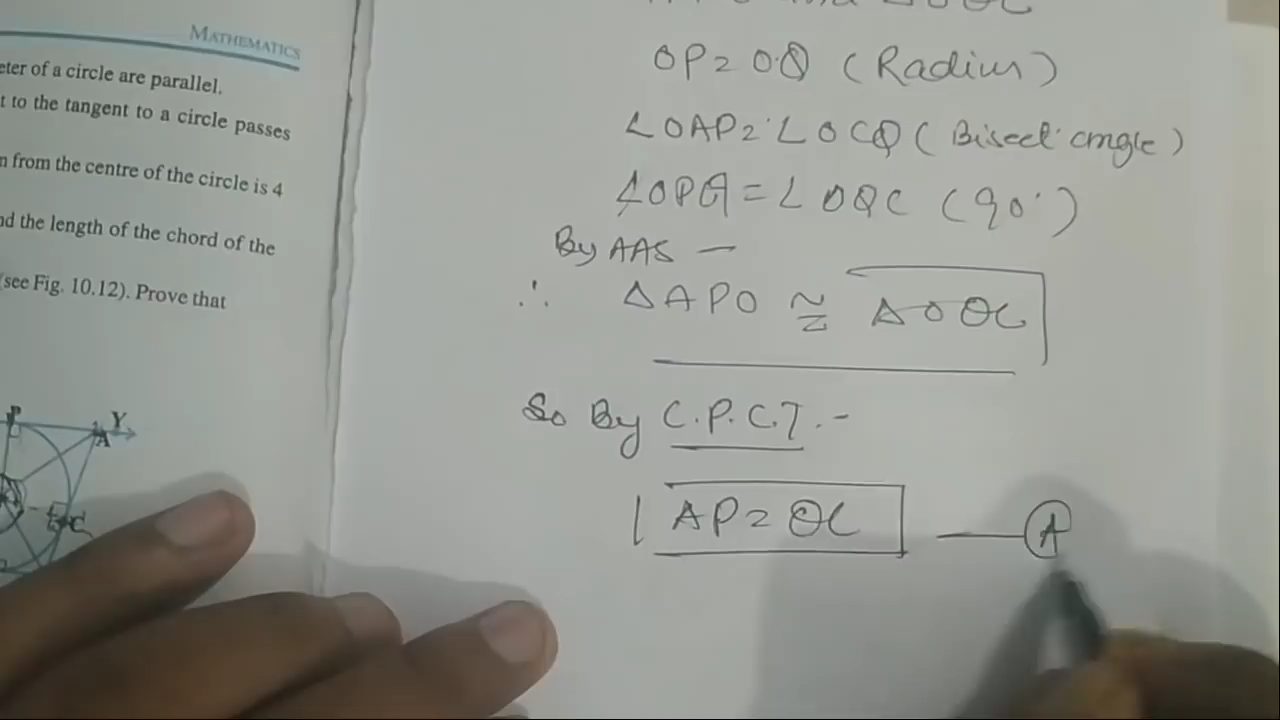 MATHEMATICS
eter of a circle are parallel.
t to the tangent to a circle passes
n from the centre of the circle is 4
nd the length of the chord of the
(see Fig. 10.12). Prove that
P
Y
A
C
OP = OQ (Radius)
∠OAP = ∠OCQ (Bisect angle)
∠OPA = ∠OQC (90°)
By AAS —
∴ ΔAPO ≅ ΔOQC
So By C.P.C.T. -
AP = QC — A